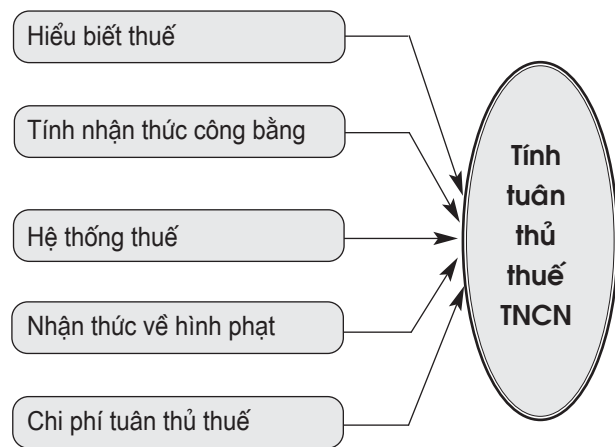 Hiểu biết thuế
Tính nhận thức công bằng
Hệ thống thuế
Nhận thức về hình phạt
Chi phí tuân thủ thuế
Tính
tuân
thủ
thuế
TNCN